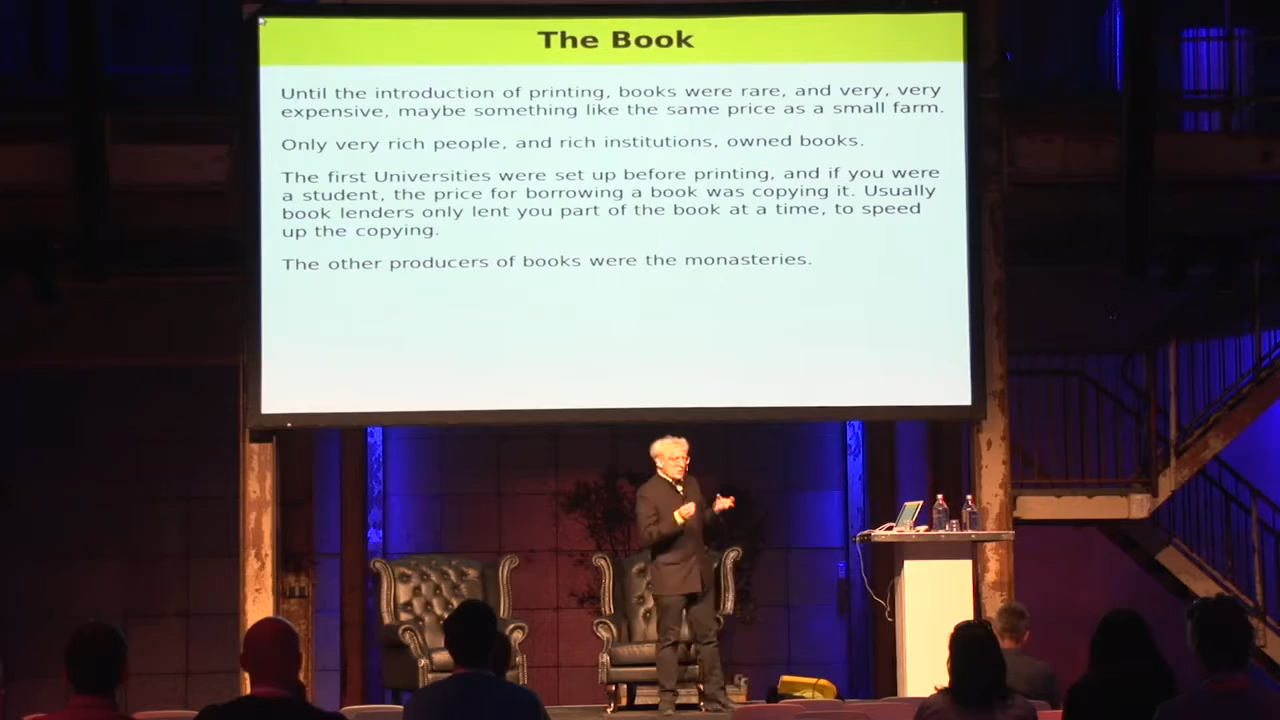 The Book
Until the introduction of printing, books were rare, and very, very
expensive, maybe something like the same price as a small farm.
Only very rich people, and rich institutions, owned books.
The first Universities were set up before printing, and if you were
a student, the price for borrowing a book was copying it. Usually
book lenders only lent you part of the book at a time, to speed
up the copying.
The other producers of books were the monasteries.